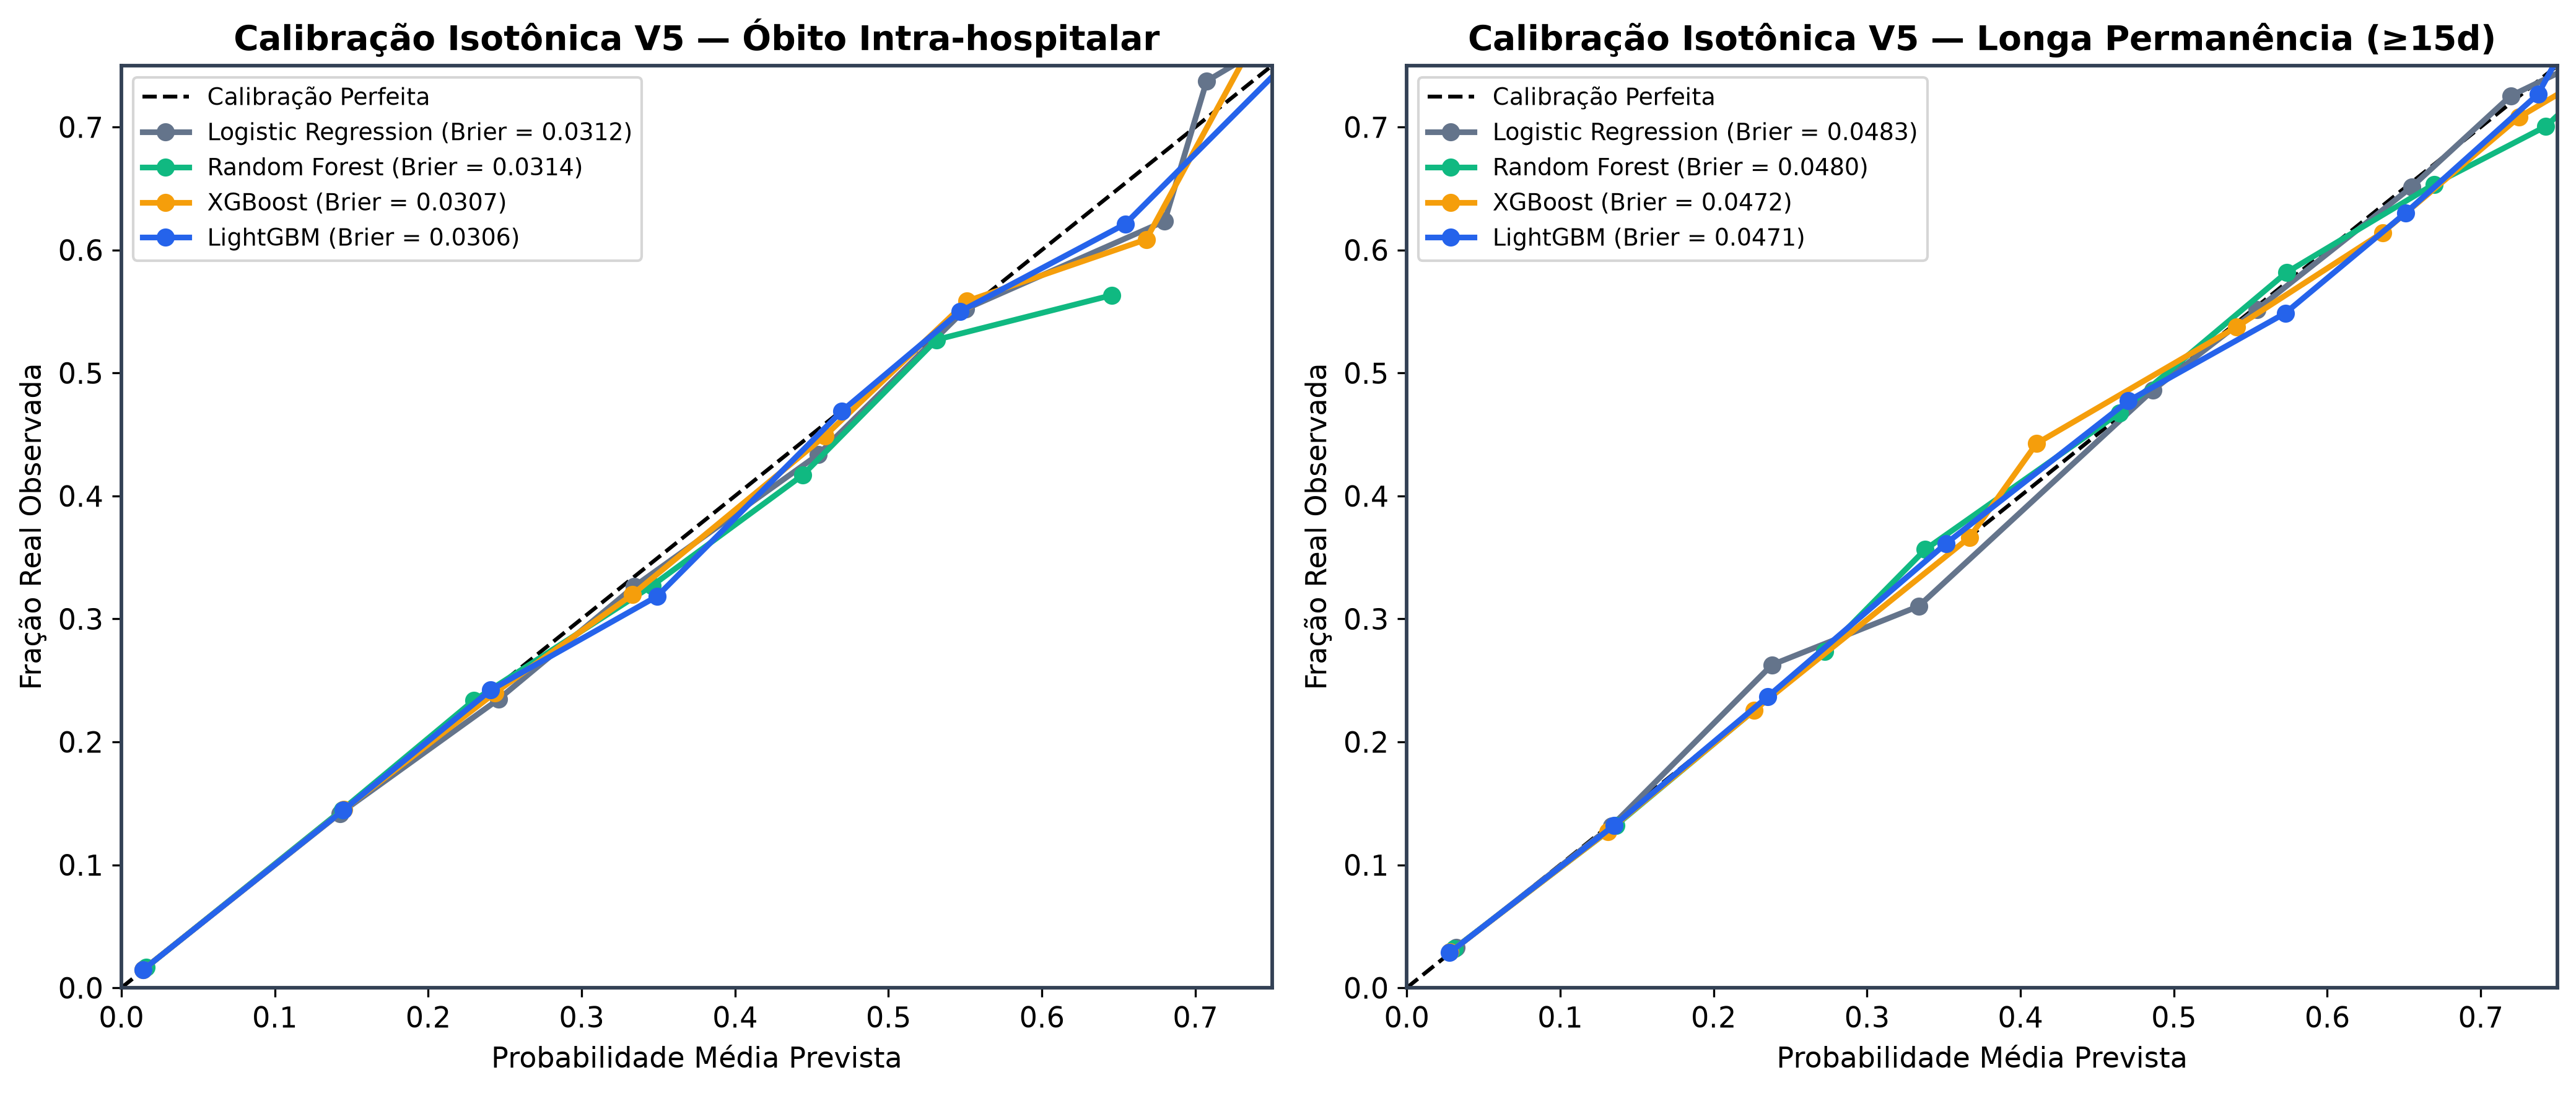 Calibração Isotônica V5 — Óbito Intra-hospitalar
Calibração Perfeita
Logistic Regression (Brier = 0.0312)
Random Forest (Brier = 0.0314)
XGBoost (Brier = 0.0307)
LightGBM (Brier = 0.0306)
Fração Real Observada
0.7
0.6
0.5
0.4
0.3
0.2
0.1
0.0
0.0 0.1 0.2 0.3 0.4 0.5 0.6 0.7
Probabilidade Média Prevista
Calibração Isotônica V5 — Longa Permanência (≥15d)
Calibração Perfeita
Logistic Regression (Brier = 0.0483)
Random Forest (Brier = 0.0480)
XGBoost (Brier = 0.0472)
LightGBM (Brier = 0.0471)
Fração Real Observada
0.7
0.6
0.5
0.4
0.3
0.2
0.1
0.0
0.0 0.1 0.2 0.3 0.4 0.5 0.6 0.7
Probabilidade Média Prevista